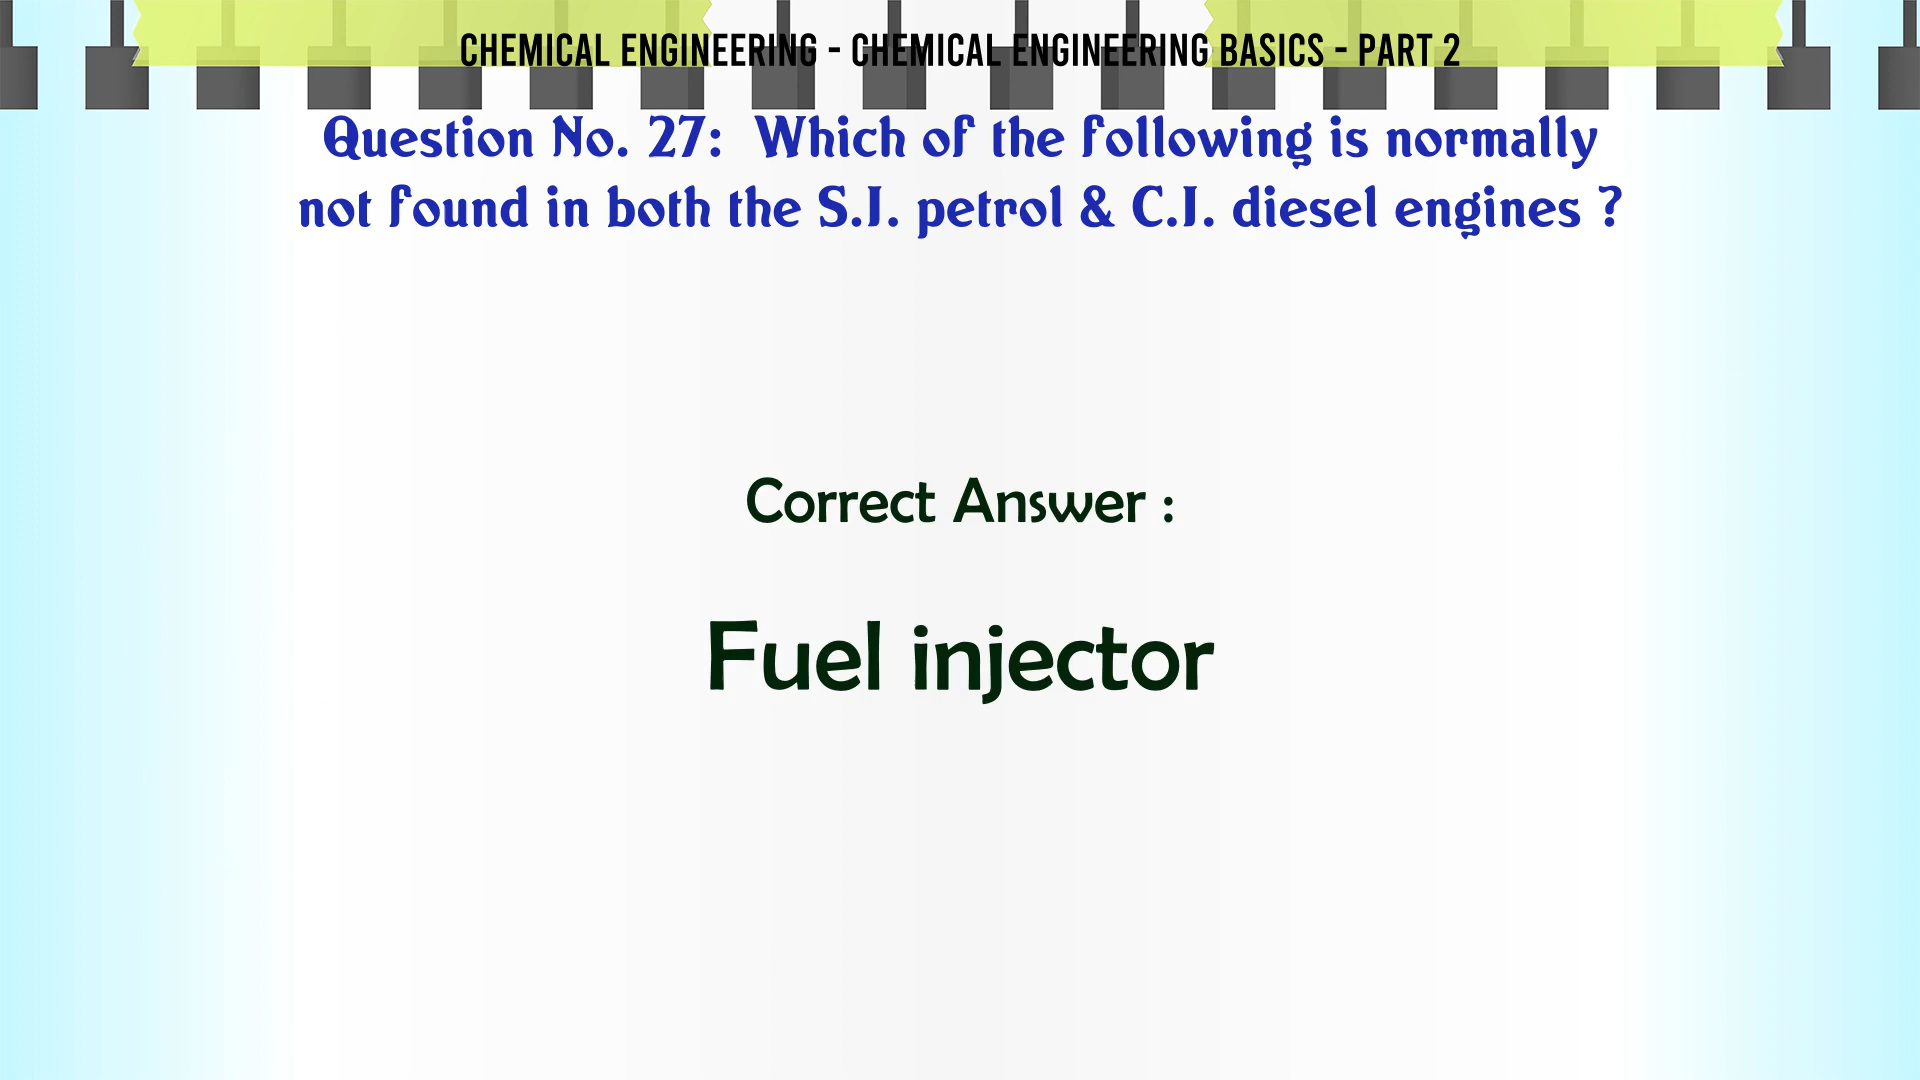 CHEMICAL ENGINEERING - CHEMICAL ENGINEERING BASICS - PART 2
Question No. 27: Which of the following is normally
not found in both the S.I. petrol & C.I. diesel engines ?
Correct Answer :
Fuel injector